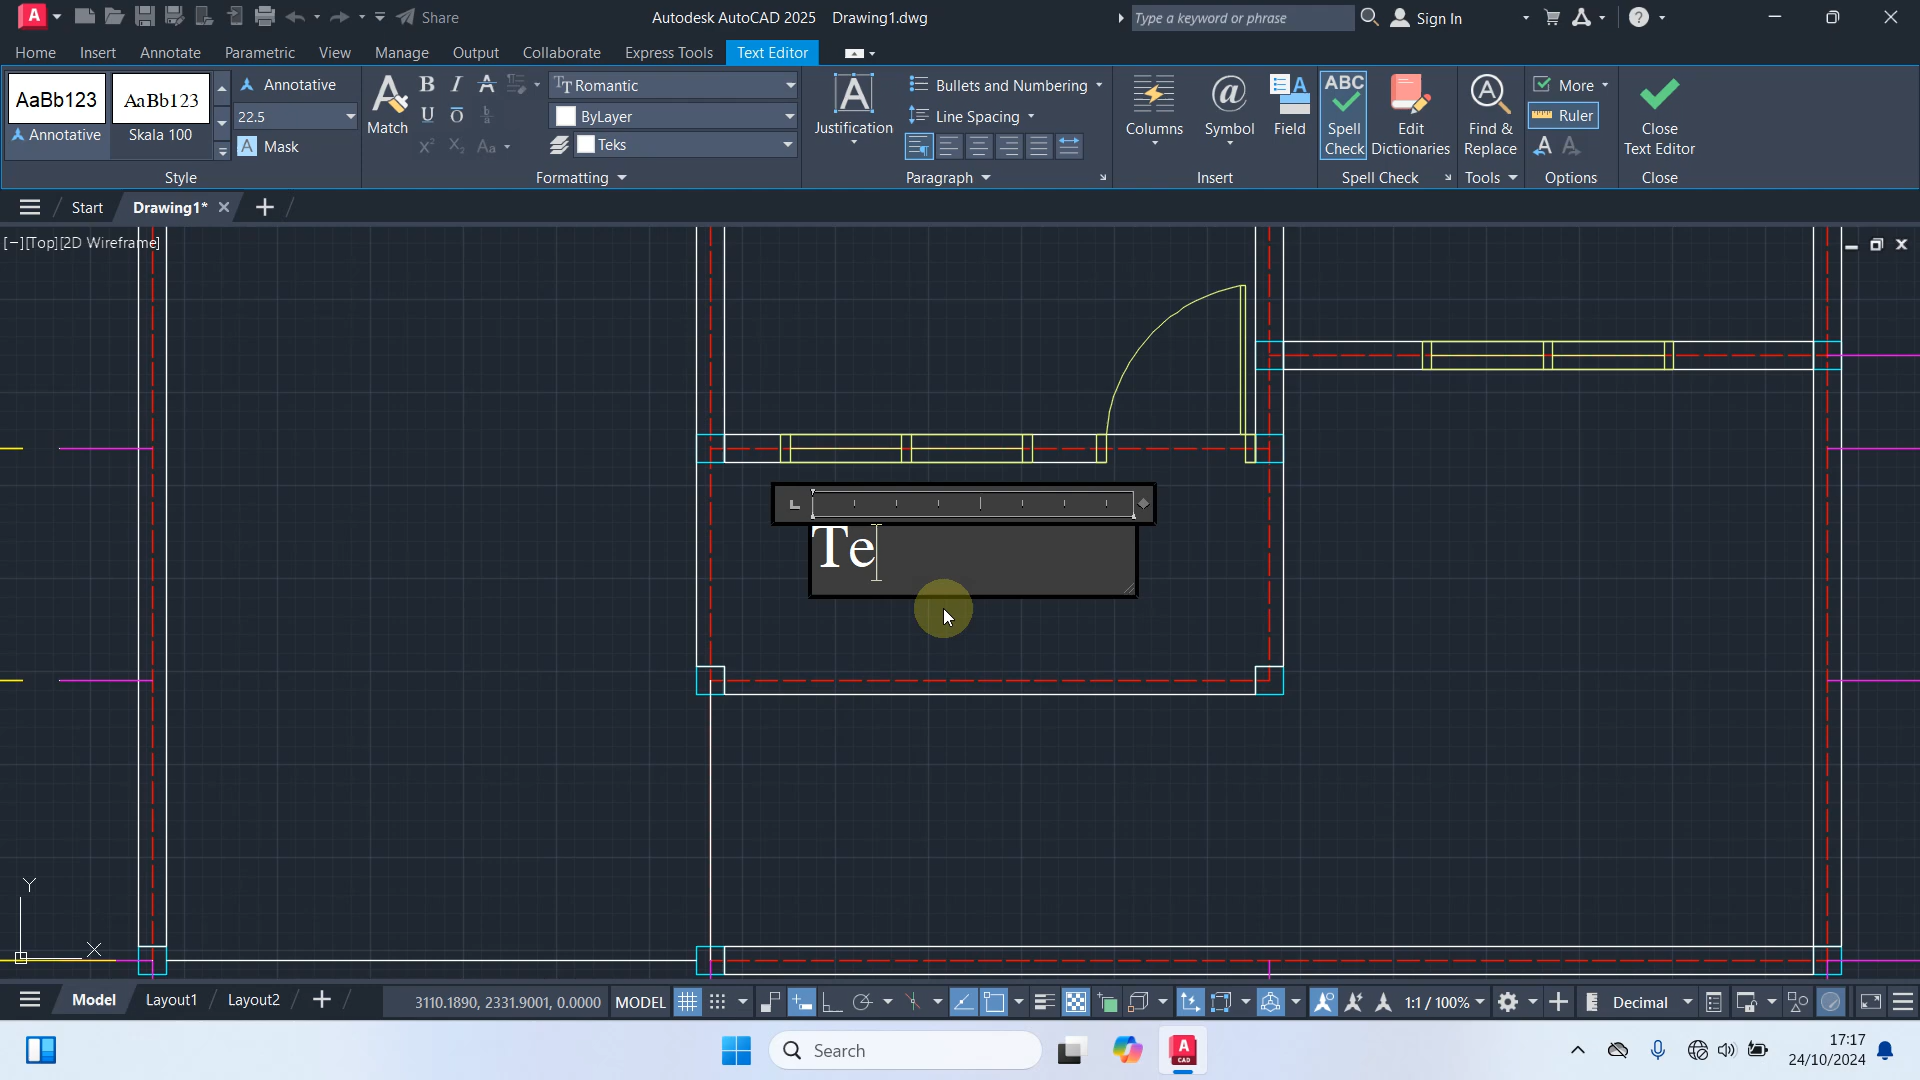 A Share Autodesk AutoCAD 2025 Drawing1.dwg Type a keyword or phrase Sign In
Home Insert Annotate Parametric View Manage Output Collaborate Express Tools Text Editor
AaBb123 AaBb123 Annotative Match B I A Romantic Bullets and Numbering More
Annotative Skala 100 22.5 U O ByLayer Justification Line Spacing Columns Symbol Field ABC Spell Check Edit Dictionaries Find & Replace Ruler Close Text Editor
A Mask X² X₂ Aa Teks
Style Formatting Paragraph Insert Spell Check Tools Options Close
Start Drawing1* +
[−][Top][2D Wireframe]
Te
Y
X
Model Layout1 Layout2 + 3110.1890, 2331.9001, 0.0000 MODEL 1:1 / 100% Decimal
Search A CAD 17:17
24/10/2024